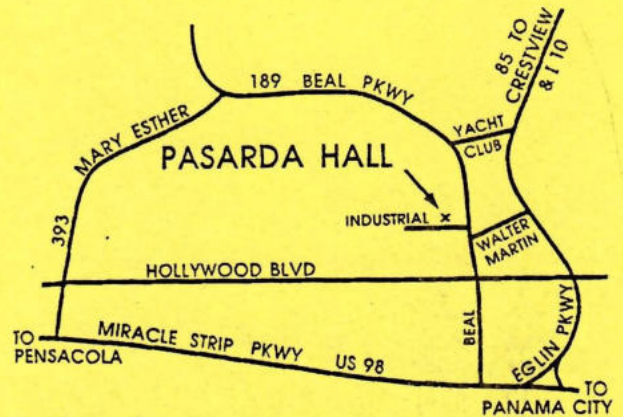 85 TO
CRESTVIEW
& I 10
189 BEAL PKWY
MARY ESTHER
YACHT
CLUB
PASARDA HALL
INDUSTRIAL x
393
WALTER
MARTIN
HOLLYWOOD BLVD
TO
PENSACOLA
MIRACLE STRIP PKWY US 98
BEAL
EGLIN PKWY
TO
PANAMA CITY